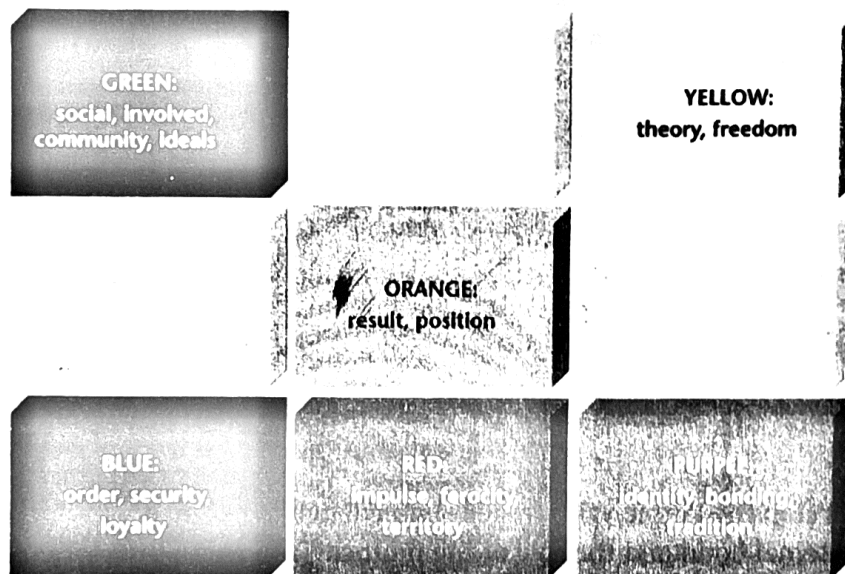 GREEN:
social, involved,
community, ideals
YELLOW:
theory, freedom
ORANGE:
result, position
BLUE:
order, security,
loyalty
RED:
impulse, ferocity,
territory
PURPLE:
identity, bonding,
tradition